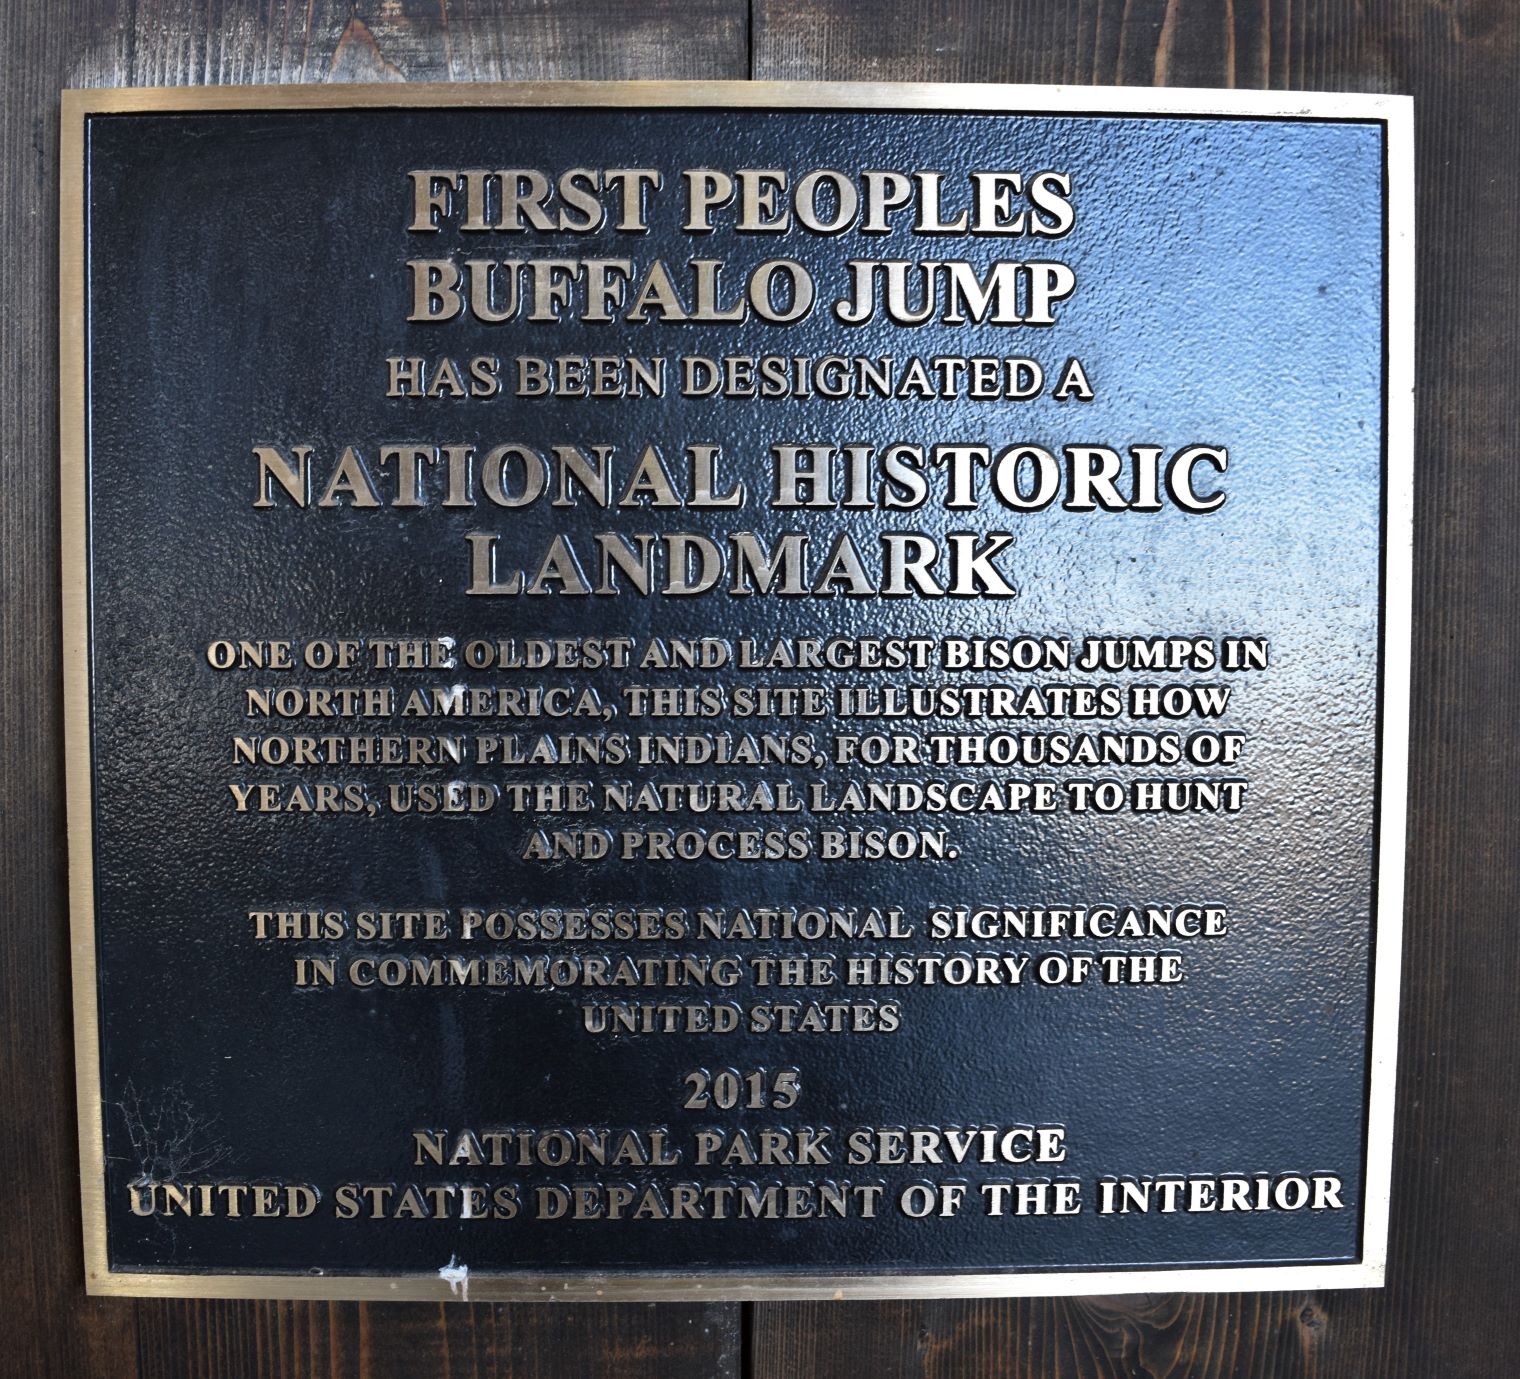 FIRST PEOPLES
BUFFALO JUMP
HAS BEEN DESIGNATED A
NATIONAL HISTORIC
LANDMARK
ONE OF THE OLDEST AND LARGEST BISON JUMPS IN
NORTH AMERICA, THIS SITE ILLUSTRATES HOW
NORTHERN PLAINS INDIANS, FOR THOUSANDS OF
YEARS, USED THE NATURAL LANDSCAPE TO HUNT
AND PROCESS BISON.
THIS SITE POSSESSES NATIONAL SIGNIFICANCE
IN COMMEMORATING THE HISTORY OF THE
UNITED STATES
2015
NATIONAL PARK SERVICE
UNITED STATES DEPARTMENT OF THE INTERIOR